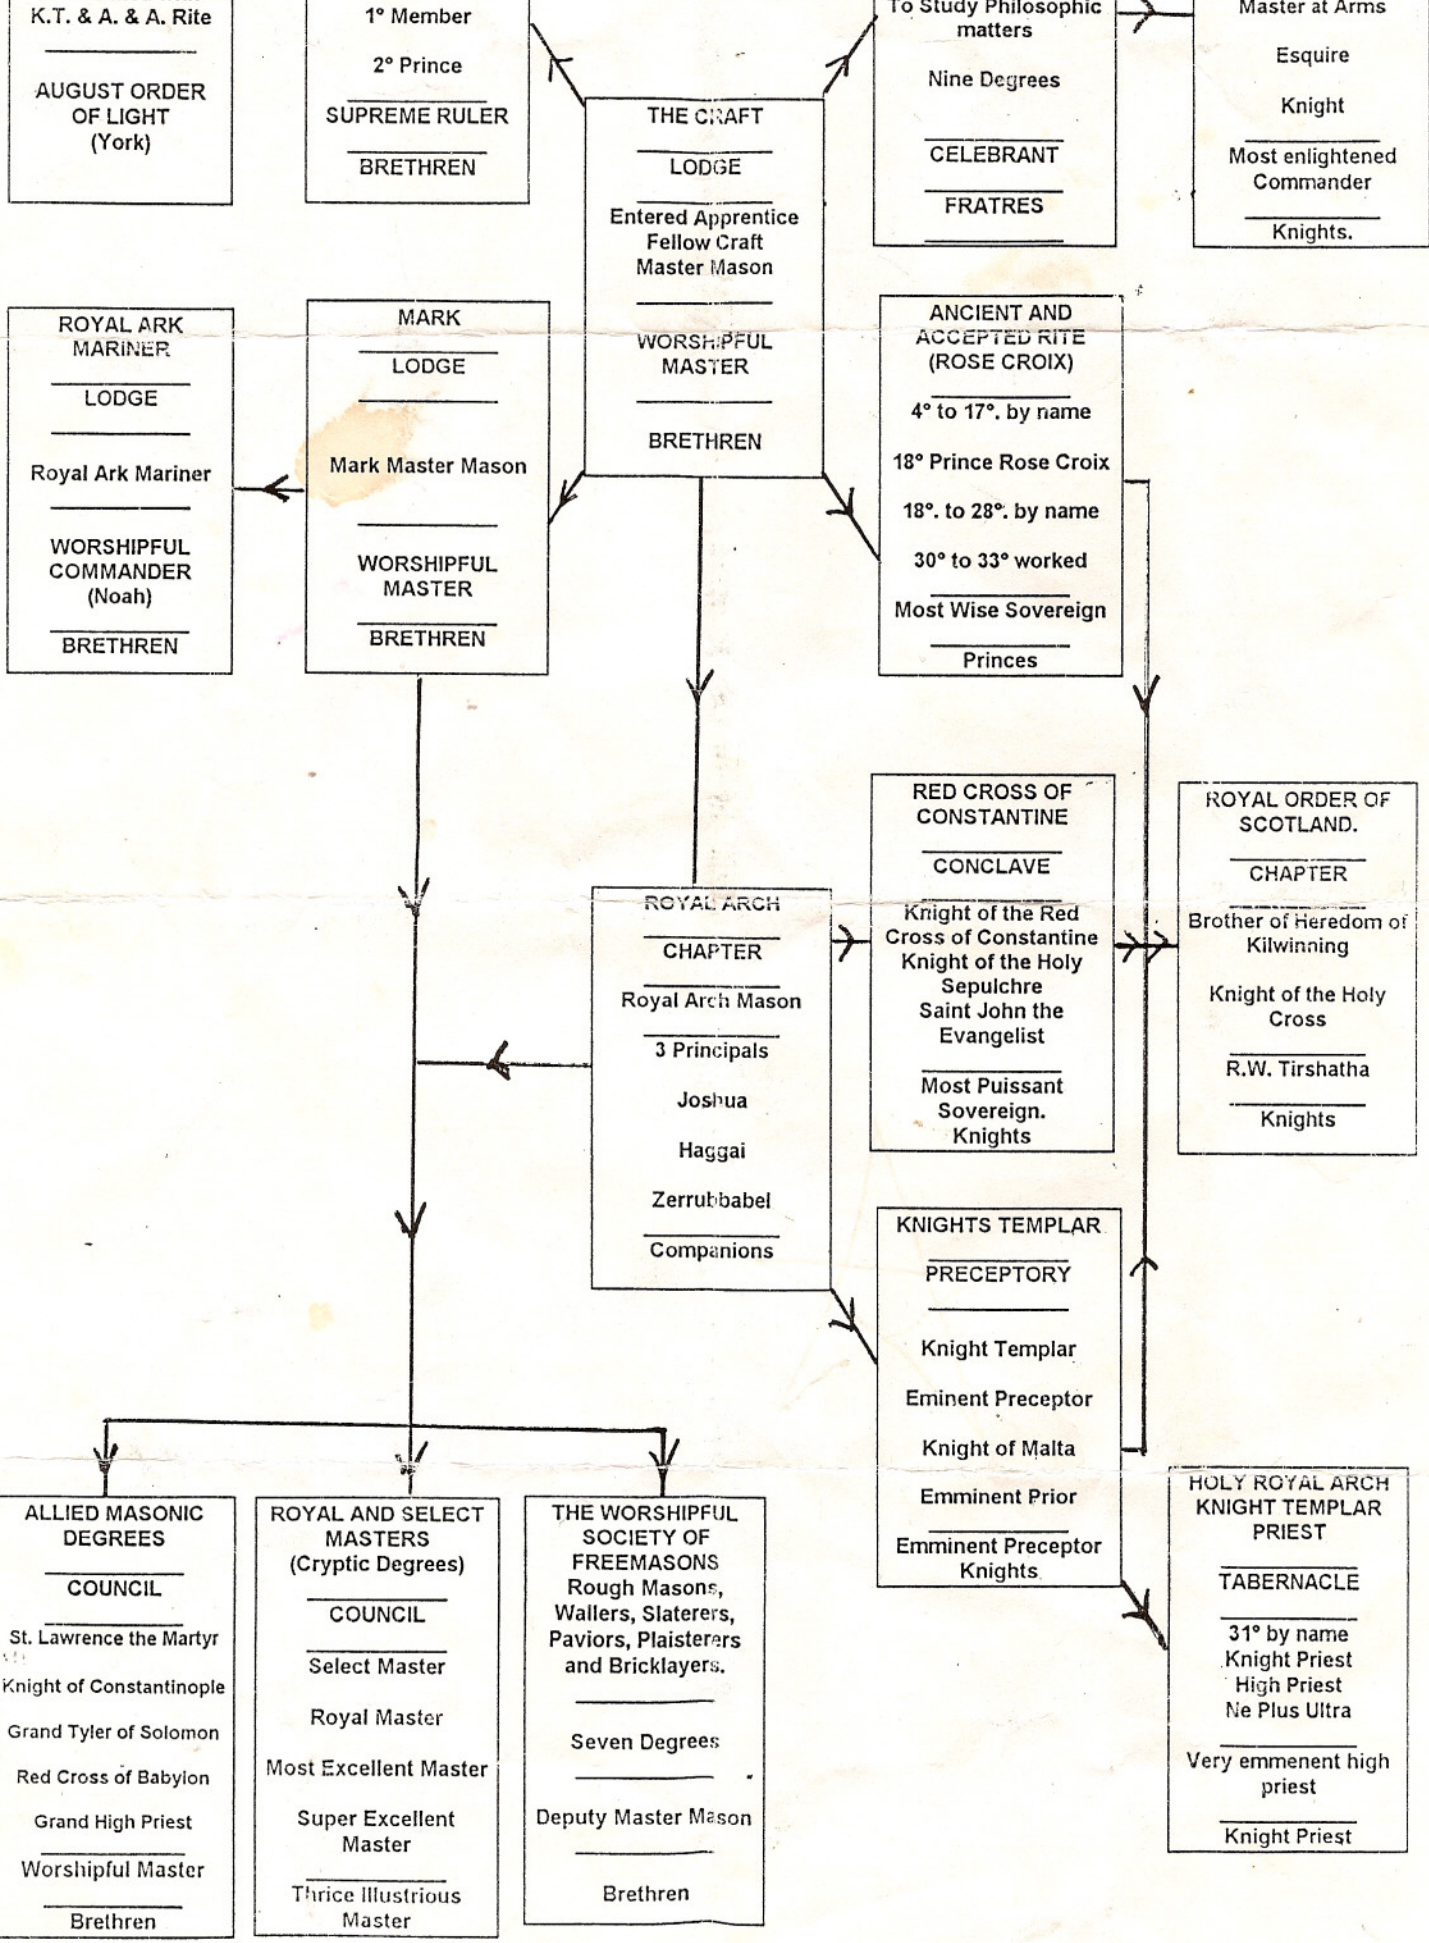 K.T. & A. & A. Rite
AUGUST ORDER
OF LIGHT
(York)
1° Member
2° Prince
SUPREME RULER
BRETHREN
THE CRAFT
LODGE
Entered Apprentice
Fellow Craft
Master Mason
WORSHIPFUL
MASTER
BRETHREN
To Study Philosophic
matters
Nine Degrees
CELEBRANT
FRATRES
Master at Arms
Esquire
Knight
Most enlightened
Commander
Knights.
ROYAL ARK
MARINER
LODGE
Royal Ark Mariner
WORSHIPFUL
COMMANDER
(Noah)
BRETHREN
MARK
LODGE
Mark Master Mason
WORSHIPFUL
MASTER
BRETHREN
ANCIENT AND
ACCEPTED RITE
(ROSE CROIX)
4° to 17°. by name
18° Prince Rose Croix
18°. to 28°. by name
30° to 33° worked
Most Wise Sovereign
Princes
ROYAL ARCH
CHAPTER
Royal Arch Mason
3 Principals
Joshua
Haggai
Zerrubbabel
Companions
RED CROSS OF
CONSTANTINE
CONCLAVE
Knight of the Red
Cross of Constantine
Knight of the Holy
Sepulchre
Saint John the
Evangelist
Most Puissant
Sovereign.
Knights
ROYAL ORDER OF
SCOTLAND.
CHAPTER
Brother of Heredom of
Kilwinning
Knight of the Holy
Cross
R.W. Tirshatha
Knights
KNIGHTS TEMPLAR
PRECEPTORY
Knight Templar
Eminent Preceptor
Knight of Malta
Emminent Prior
Emminent Preceptor
Knights
ALLIED MASONIC
DEGREES
COUNCIL
St. Lawrence the Martyr
Knight of Constantinople
Grand Tyler of Solomon
Red Cross of Babylon
Grand High Priest
Worshipful Master
Brethren
ROYAL AND SELECT
MASTERS
(Cryptic Degrees)
COUNCIL
Select Master
Royal Master
Most Excellent Master
Super Excellent
Master
Thrice Illustrious
Master
THE WORSHIPFUL
SOCIETY OF
FREEMASONS
Rough Masons,
Wallers, Slaterers,
Paviors, Plaisterers
and Bricklayers.
Seven Degrees
Deputy Master Mason
Brethren
HOLY ROYAL ARCH
KNIGHT TEMPLAR
PRIEST
TABERNACLE
31° by name
Knight Priest
High Priest
Ne Plus Ultra
Very emmenent high
priest
Knight Priest